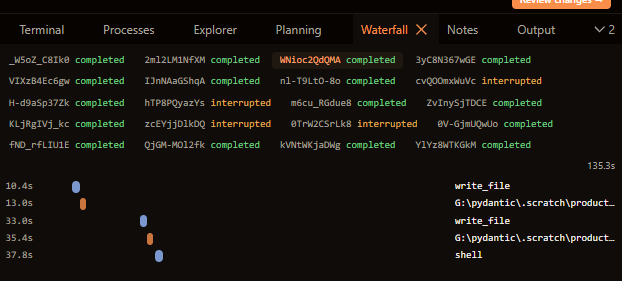 Review changes →
Terminal Processes Explorer Planning Waterfall Notes Output 2
_W5oZ_C8Ik0 completed 2ml2LM1NfXM completed WNioc2QdQMA completed 3yC8N367wGE completed
VIXzB4Ec6gw completed IJnNAaGShqA completed nl-T9LtO-8o completed cvQOOmxWuVc interrupted
H-d9aSp37Zk completed hTP8PQyazYs interrupted m6cu_RGdue8 completed ZvInySjTDCE completed
KLjRgIVj_kc completed zcEYjjDlkDQ interrupted 0TrW2CSrLk8 interrupted 0V-GjmUQwUo completed
fND_rfLIU1E completed QjGM-MOl2fk completed kVNtWKjaDWg completed YlYz8WTKGkM completed
135.3s
10.4s write_file
13.0s G:\pydantic\.scratch\product…
33.0s write_file
35.4s G:\pydantic\.scratch\product…
37.8s shell